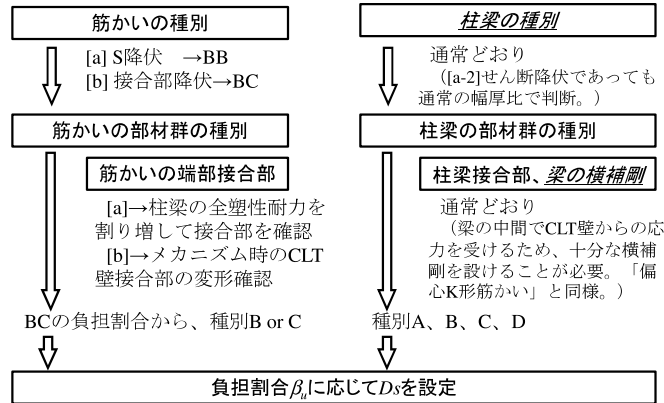 筋かいの種別
[a] S降伏　→BB
[b] 接合部降伏→BC
筋かいの部材群の種別
筋かいの端部接合部
[a]→柱梁の全塑性耐力を
割り増して接合部を確認
[b]→メカニズム時のCLT
壁接合部の変形確認
BCの負担割合から、種別B or C
柱梁の種別
通常どおり
（[a-2]せん断降伏であっても
通常の幅厚比で判断。）
柱梁の部材群の種別
柱梁接合部、梁の横補剛
通常どおり
（梁の中間でCLT壁からの応
力を受けるため、十分な横補
剛を設けることが必要。「偏
心K形筋かい」と同様。）
種別A、B、C、D
負担割合βuに応じてDsを設定